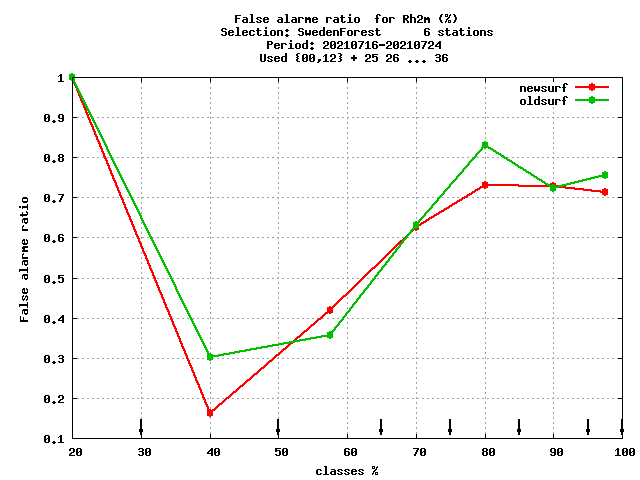 False alarme ratio  for Rh2m (%)
Selection: SwedenForest      6 stations
Period: 20210716-20210724
Used {00,12} + 25 26 ... 36
newsurf
oldsurf
1
0.9
0.8
0.7
0.6
0.5
0.4
0.3
0.2
0.1
False alarme ratio
20 30 40 50 60 70 80 90 100
classes %